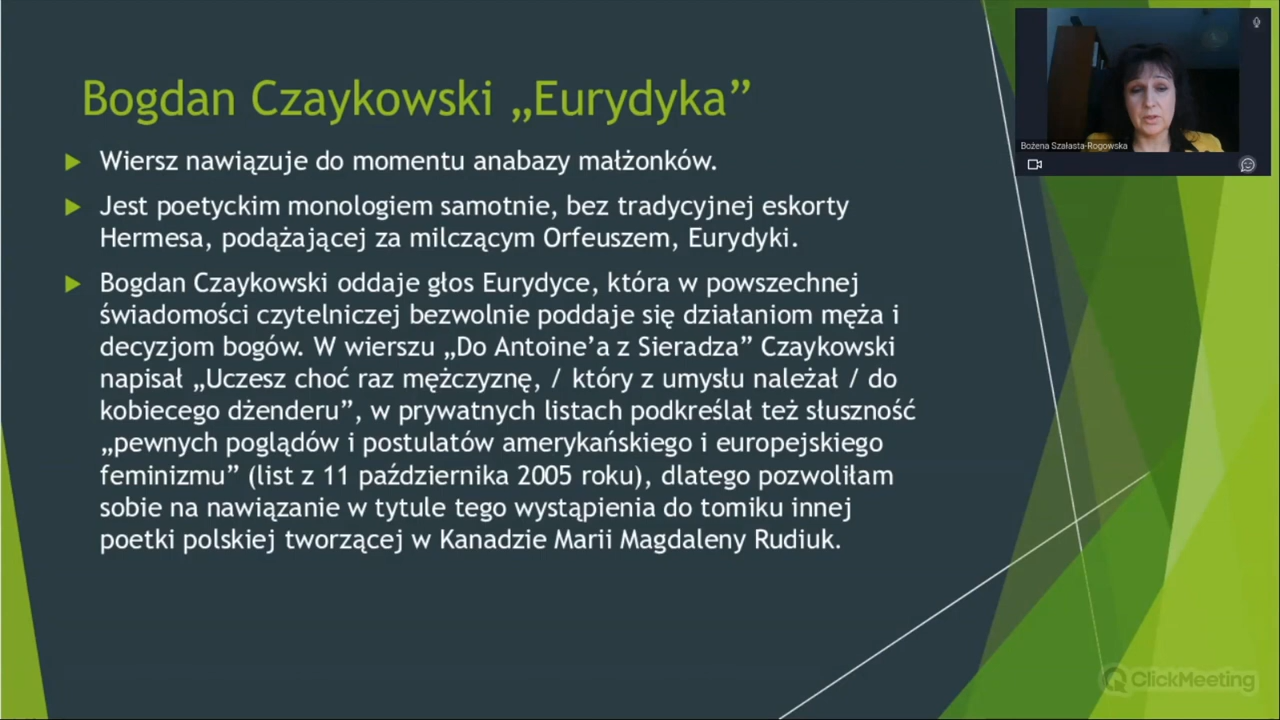 Bogdan Czaykowski „Eurydyka”
Wiersz nawiązuje do momentu anabazy małżonków.
Jest poetyckim monologiem samotnie, bez tradycyjnej eskorty
Hermesa, podążającej za milczącym Orfeuszem, Eurydyki.
Bogdan Czaykowski oddaje głos Eurydyce, która w powszechnej
świadomości czytelniczej bezwolnie poddaje się działaniom męża i
decyzjom bogów. W wierszu „Do Antoine’a z Sieradza” Czaykowski
napisał „Uczesz choć raz mężczyznę, / który z umysłu należał / do
kobiecego dżenderu”, w prywatnych listach podkreślał też słuszność
„pewnych poglądów i postulatów amerykańskiego i europejskiego
feminizmu” (list z 11 października 2005 roku), dlatego pozwoliłam
sobie na nawiązanie w tytule tego wystąpienia do tomiku innej
poetki polskiej tworzącej w Kanadzie Marii Magdaleny Rudiuk.
Bożena Szałasta-Rogowska
ClickMeeting